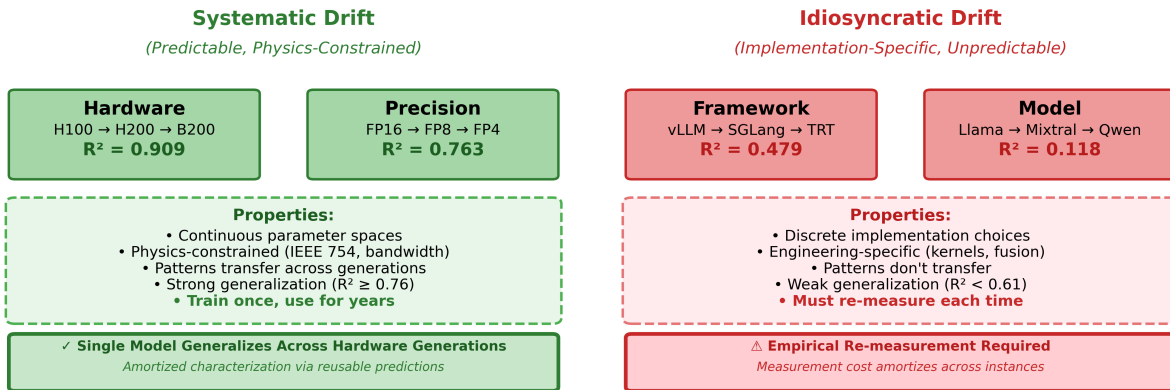 Systematic Drift
(Predictable, Physics-Constrained)
Hardware
H100 → H200 → B200
R² = 0.909
Precision
FP16 → FP8 → FP4
R² = 0.763
Properties:
• Continuous parameter spaces
• Physics-constrained (IEEE 754, bandwidth)
• Patterns transfer across generations
• Strong generalization (R² ≥ 0.76)
• Train once, use for years
✓ Single Model Generalizes Across Hardware Generations
Amortized characterization via reusable predictions
Idiosyncratic Drift
(Implementation-Specific, Unpredictable)
Framework
vLLM → SGLang → TRT
R² = 0.479
Model
Llama → Mixtral → Qwen
R² = 0.118
Properties:
• Discrete implementation choices
• Engineering-specific (kernels, fusion)
• Patterns don't transfer
• Weak generalization (R² < 0.61)
• Must re-measure each time
⚠ Empirical Re-measurement Required
Measurement cost amortizes across instances